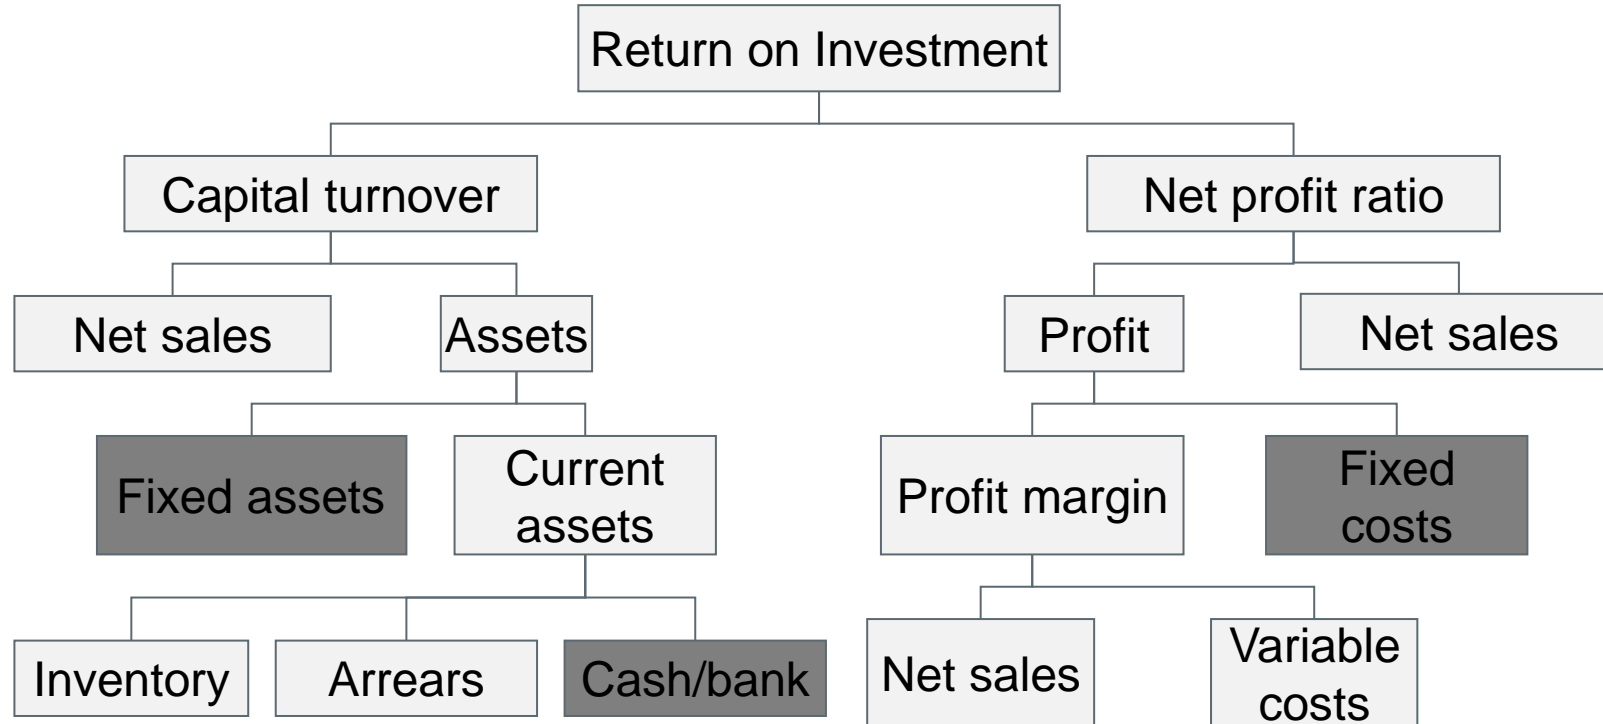 Return on Investment
Capital turnover
Net profit ratio
Net sales
Assets
Profit
Net sales
Fixed assets
Current
assets
Profit margin
Fixed
costs
Inventory
Arrears
Cash/bank
Net sales
Variable
costs